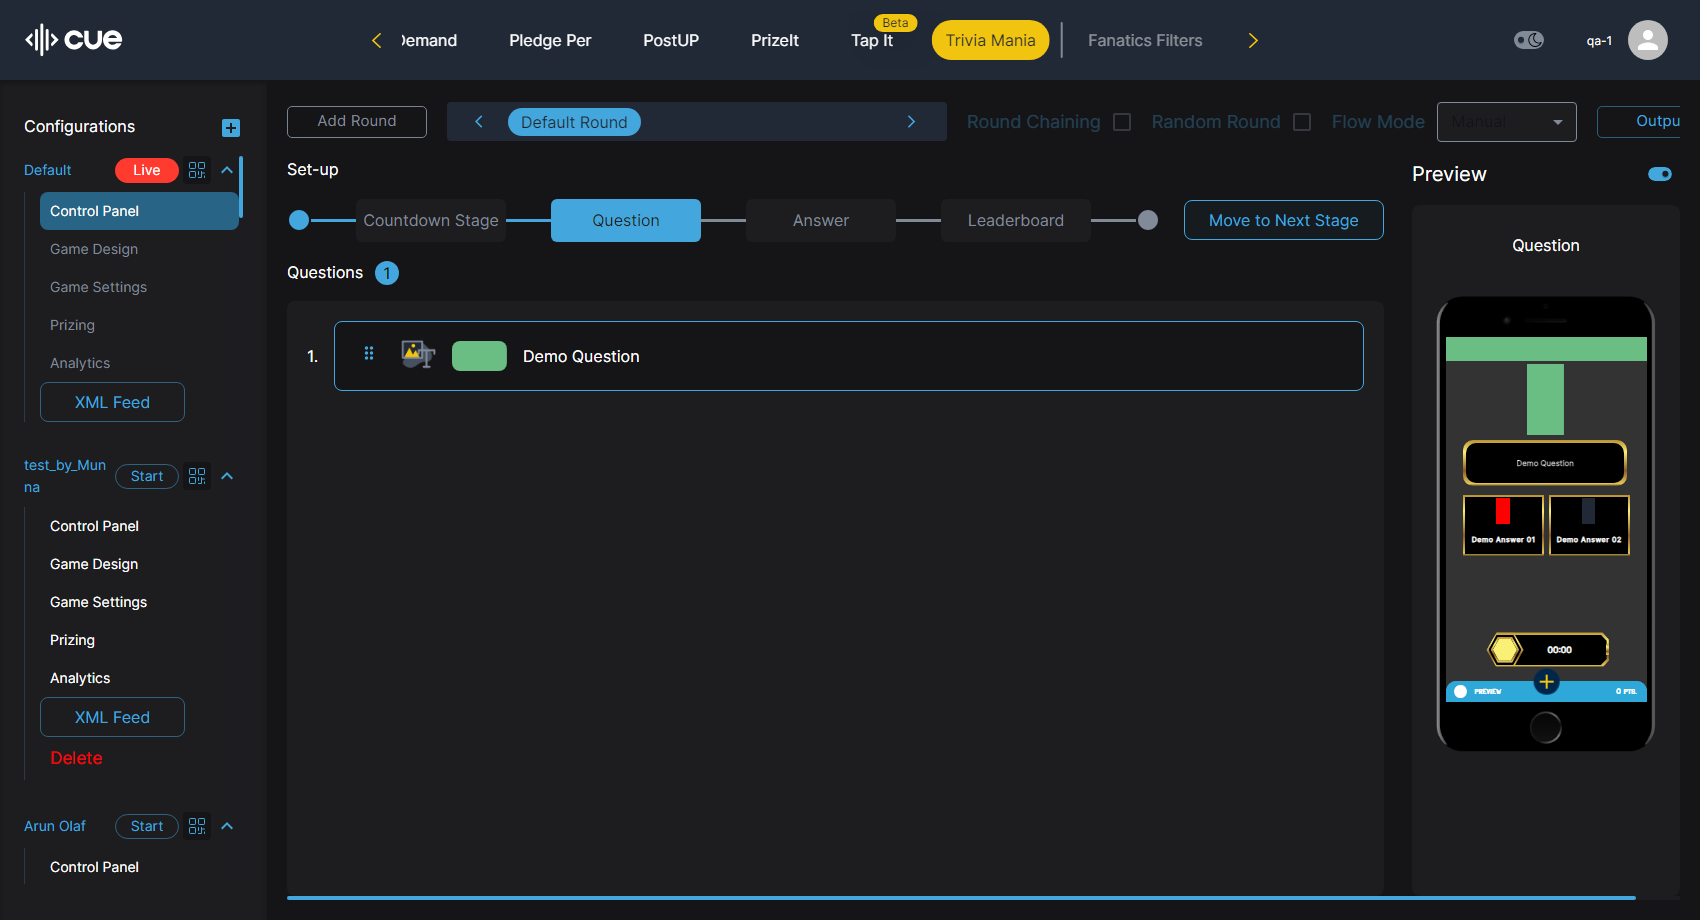 cue
Demand
Pledge Per
PostUP
PrizeIt
Tap It
Beta
Trivia Mania
Fanatics Filters
qa-1
Configurations
Default
Live
Control Panel
Game Design
Game Settings
Prizing
Analytics
XML Feed
test_by_Mun
na
Start
Control Panel
Game Design
Game Settings
Prizing
Analytics
XML Feed
Delete
Arun Olaf
Start
Control Panel
Add Round
Default Round
Round Chaining
Random Round
Flow Mode
Manual
Outpu
Set-up
Countdown Stage
Question
Answer
Leaderboard
Move to Next Stage
Questions 1
1.
Demo Question
Preview
Question
Demo Question
Demo Answer 01
Demo Answer 02
00:00
PREVIEW
0 PTS.